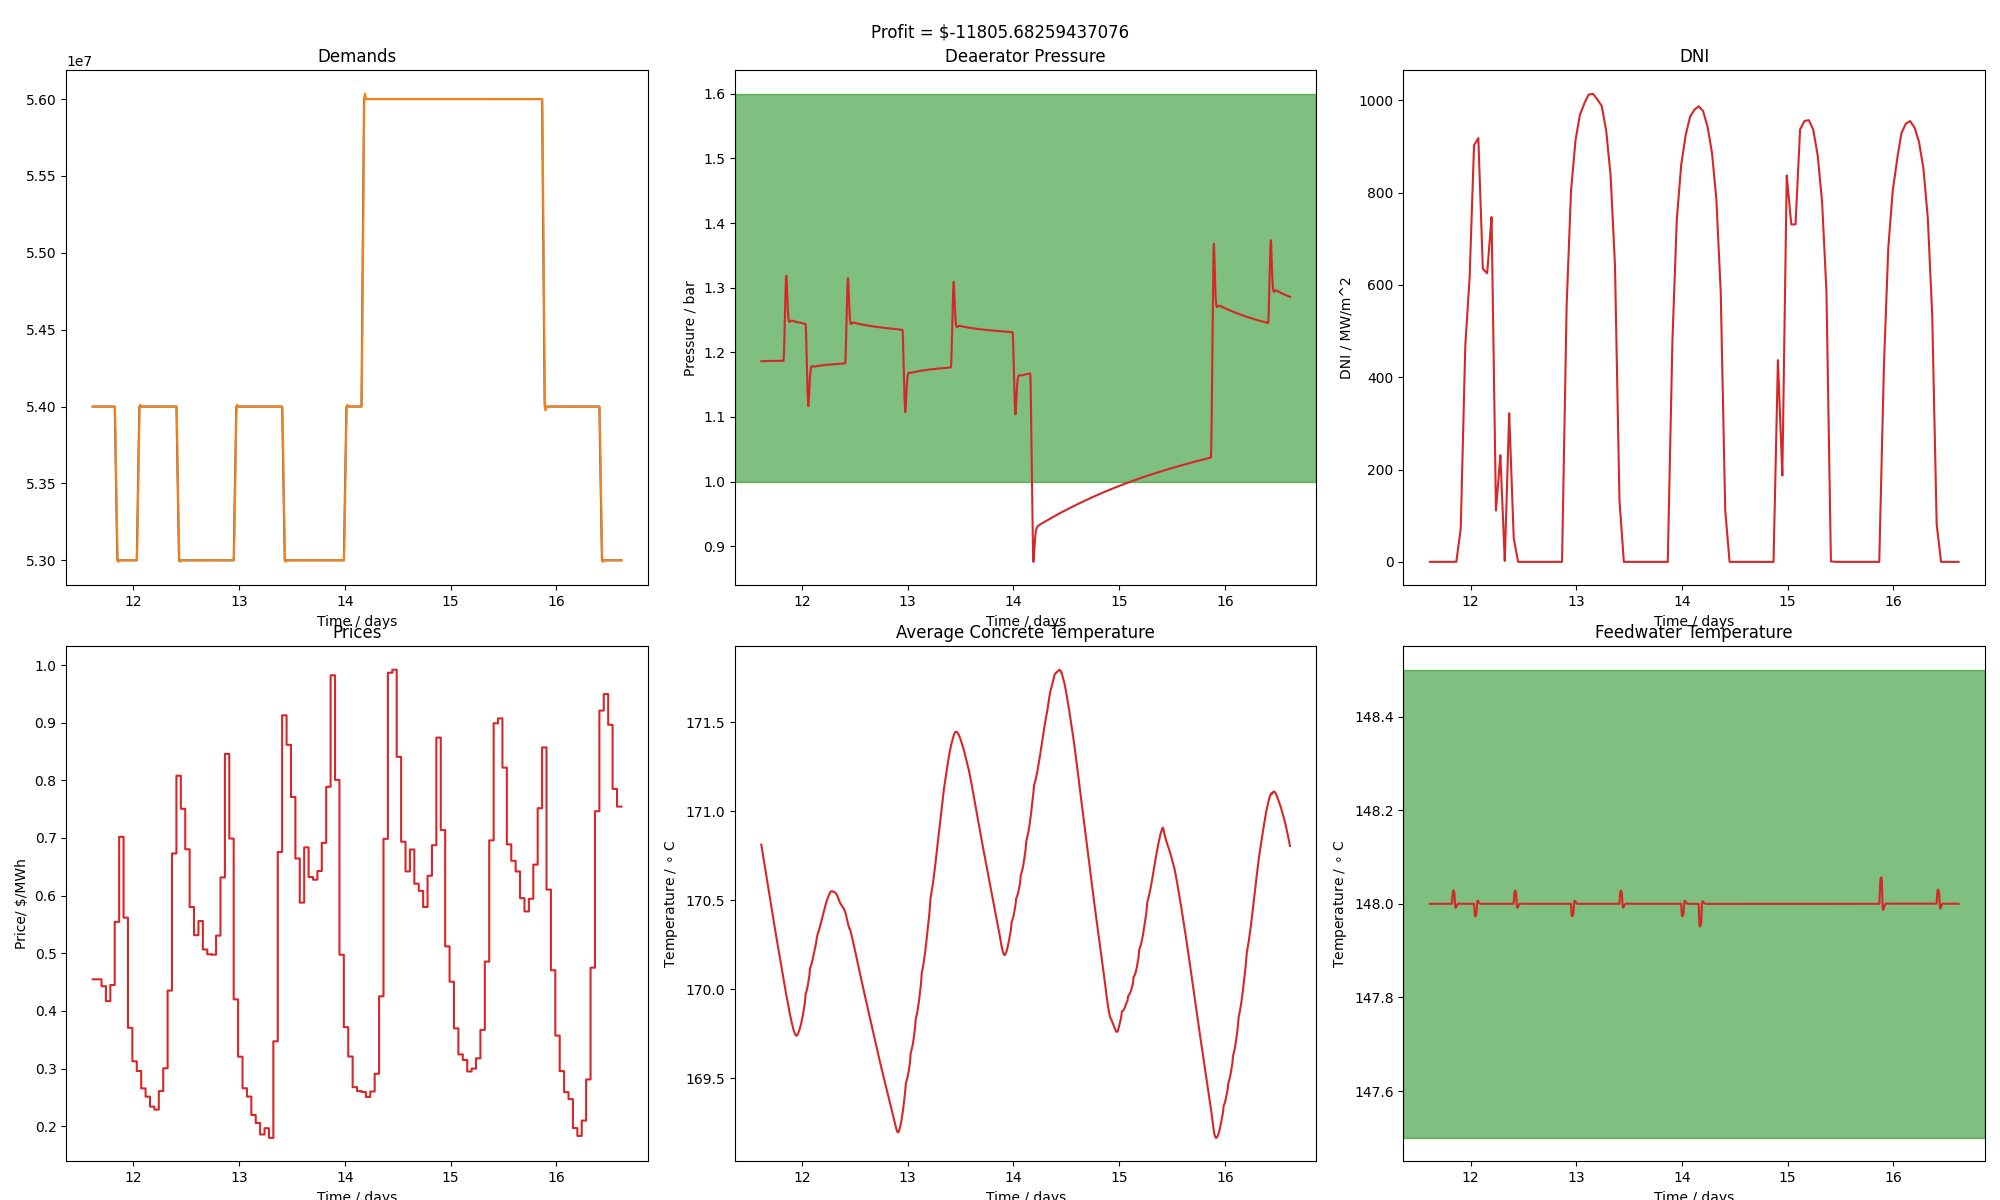 Profit = $-11805.68259437076
Demands
1e7
5.60
5.55
5.50
5.45
5.40
5.35
5.30
12 13 14 15 16
Time / days
Deaerator Pressure
Pressure / bar
1.6
1.5
1.4
1.3
1.2
1.1
1.0
0.9
12 13 14 15 16
Time / days
DNI
DNI / MW/m^2
1000
800
600
400
200
0
12 13 14 15 16
Time / days
Prices
Price/ $/MWh
1.0
0.9
0.8
0.7
0.6
0.5
0.4
0.3
0.2
12 13 14 15 16
Time / days
Average Concrete Temperature
Temperature / ∘ C
171.5
171.0
170.5
170.0
169.5
12 13 14 15 16
Time / days
Feedwater Temperature
Temperature / ∘ C
148.4
148.2
148.0
147.8
147.6
12 13 14 15 16
Time / days